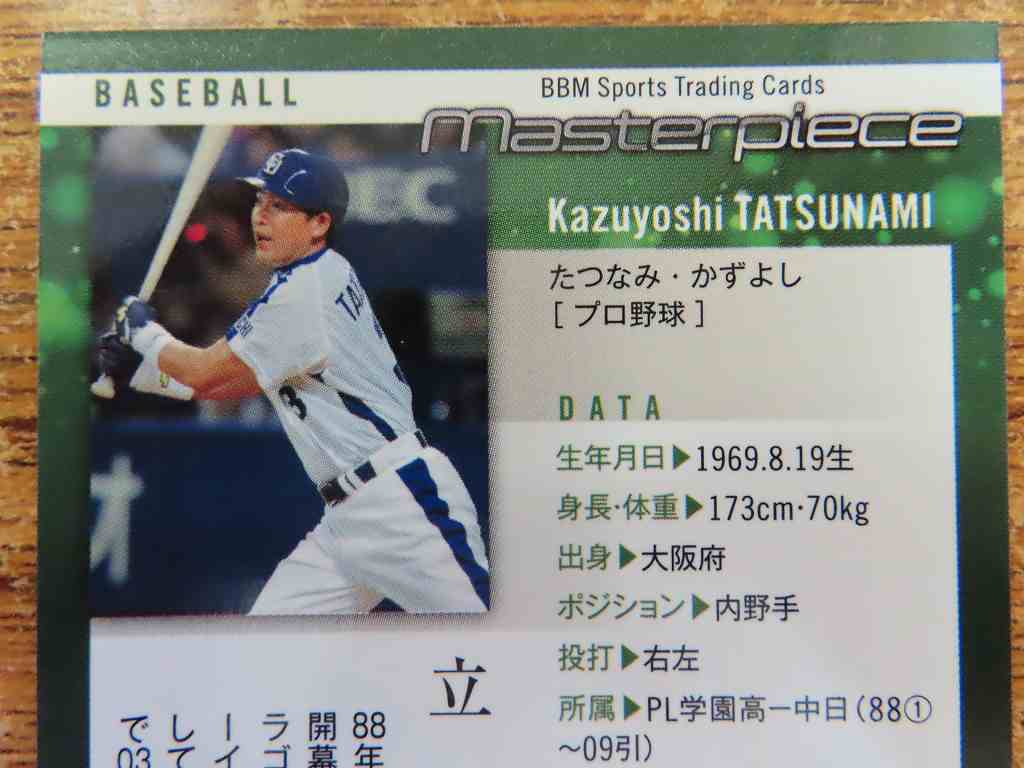 BASEBALL
BBM Sports Trading Cards
Masterpiece
Kazuyoshi TATSUNAMI
たつなみ・かずよし
[ プロ野球 ]
DATA
生年月日▶1969.8.19生
身長・体重▶173cm・70kg
出身▶大阪府
ポジション▶内野手
投打▶右左
所属▶PL学園高ー中日（88①
～09引）
立
88年
開幕
ラゴ
ーイ
して
で03
3